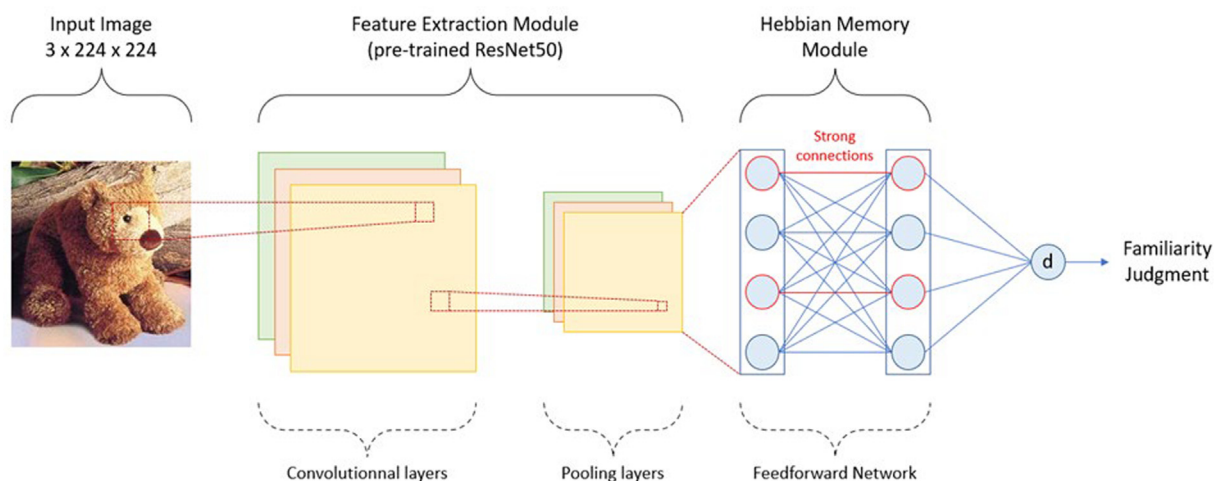 Input Image
3 x 224 x 224
Feature Extraction Module
(pre-trained ResNet50)
Hebbian Memory
Module
Strong
connections
d
Familiarity
Judgment
Convolutionnal layers
Pooling layers
Feedforward Network